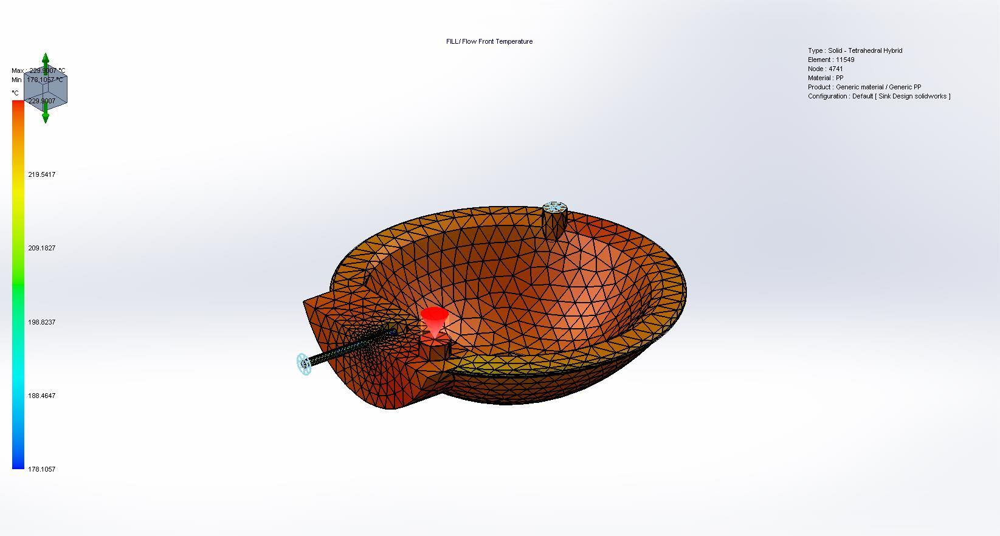 FILL/ Flow Front Temperature
Type : Solid - Tetrahedral Hybrid
Element : 11549
Node : 4741
Material : PP
Product : Generic material / Generic PP
Configuration : Default [ Sink Design solidworks ]
Max : 229.9007 °C
Min : 178.1057 °C
°C
229.9007
219.5417
209.1827
198.8237
188.4647
178.1057